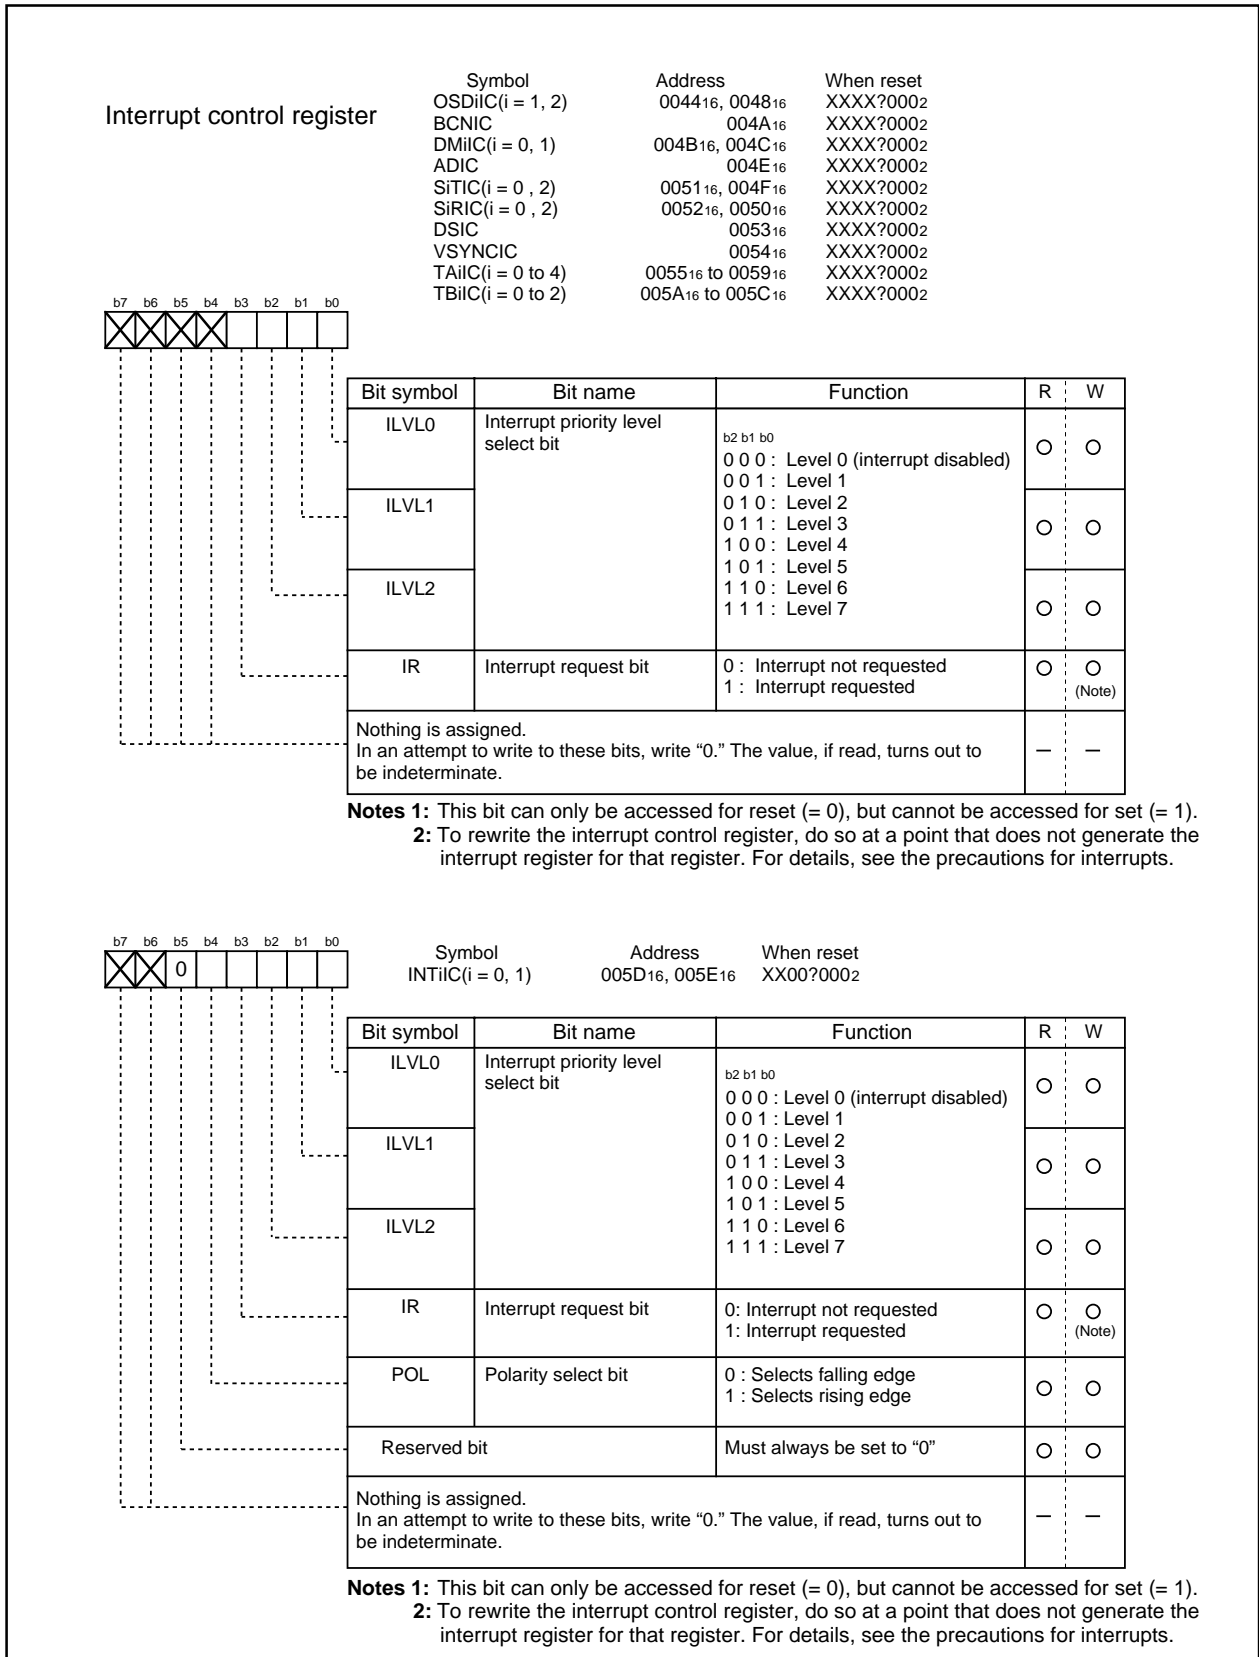 Interrupt control register
Symbol Address When reset
OSDiIC(i = 1, 2) 004416, 004816 XXXX?0002
BCNIC 004A16 XXXX?0002
DMiIC(i = 0, 1) 004B16, 004C16 XXXX?0002
ADIC 004E16 XXXX?0002
SiTIC(i = 0 , 2) 005116, 004F16 XXXX?0002
SiRIC(i = 0 , 2) 005216, 005016 XXXX?0002
DSIC 005316 XXXX?0002
VSYNCIC 005416 XXXX?0002
TAiIC(i = 0 to 4) 005516 to 005916 XXXX?0002
TBiIC(i = 0 to 2) 005A16 to 005C16 XXXX?0002
b7 b6 b5 b4 b3 b2 b1 b0
Bit symbol Bit name Function R W
ILVL0 Interrupt priority level
select bit
b2 b1 b0
0 0 0 : Level 0 (interrupt disabled)
0 0 1 : Level 1
ILVL1 0 1 0 : Level 2
0 1 1 : Level 3
1 0 0 : Level 4
1 0 1 : Level 5
ILVL2 1 1 0 : Level 6
1 1 1 : Level 7
IR Interrupt request bit 0 : Interrupt not requested
1 : Interrupt requested
(Note)
Nothing is assigned.
In an attempt to write to these bits, write “0.” The value, if read, turns out to
be indeterminate.
– –
Notes 1: This bit can only be accessed for reset (= 0), but cannot be accessed for set (= 1).
2: To rewrite the interrupt control register, do so at a point that does not generate the
interrupt register for that register. For details, see the precautions for interrupts.
b7 b6 b5 b4 b3 b2 b1 b0
0
Symbol Address When reset
INTiIC(i = 0, 1) 005D16, 005E16 XX00?0002
Bit symbol Bit name Function R W
ILVL0 Interrupt priority level
select bit
b2 b1 b0
0 0 0 : Level 0 (interrupt disabled)
0 0 1 : Level 1
ILVL1 0 1 0 : Level 2
0 1 1 : Level 3
1 0 0 : Level 4
1 0 1 : Level 5
ILVL2 1 1 0 : Level 6
1 1 1 : Level 7
IR Interrupt request bit 0: Interrupt not requested
1: Interrupt requested
(Note)
POL Polarity select bit 0 : Selects falling edge
1 : Selects rising edge
Reserved bit Must always be set to “0”
Nothing is assigned.
In an attempt to write to these bits, write “0.” The value, if read, turns out to
be indeterminate.
– –
Notes 1: This bit can only be accessed for reset (= 0), but cannot be accessed for set (= 1).
2: To rewrite the interrupt control register, do so at a point that does not generate the
interrupt register for that register. For details, see the precautions for interrupts.